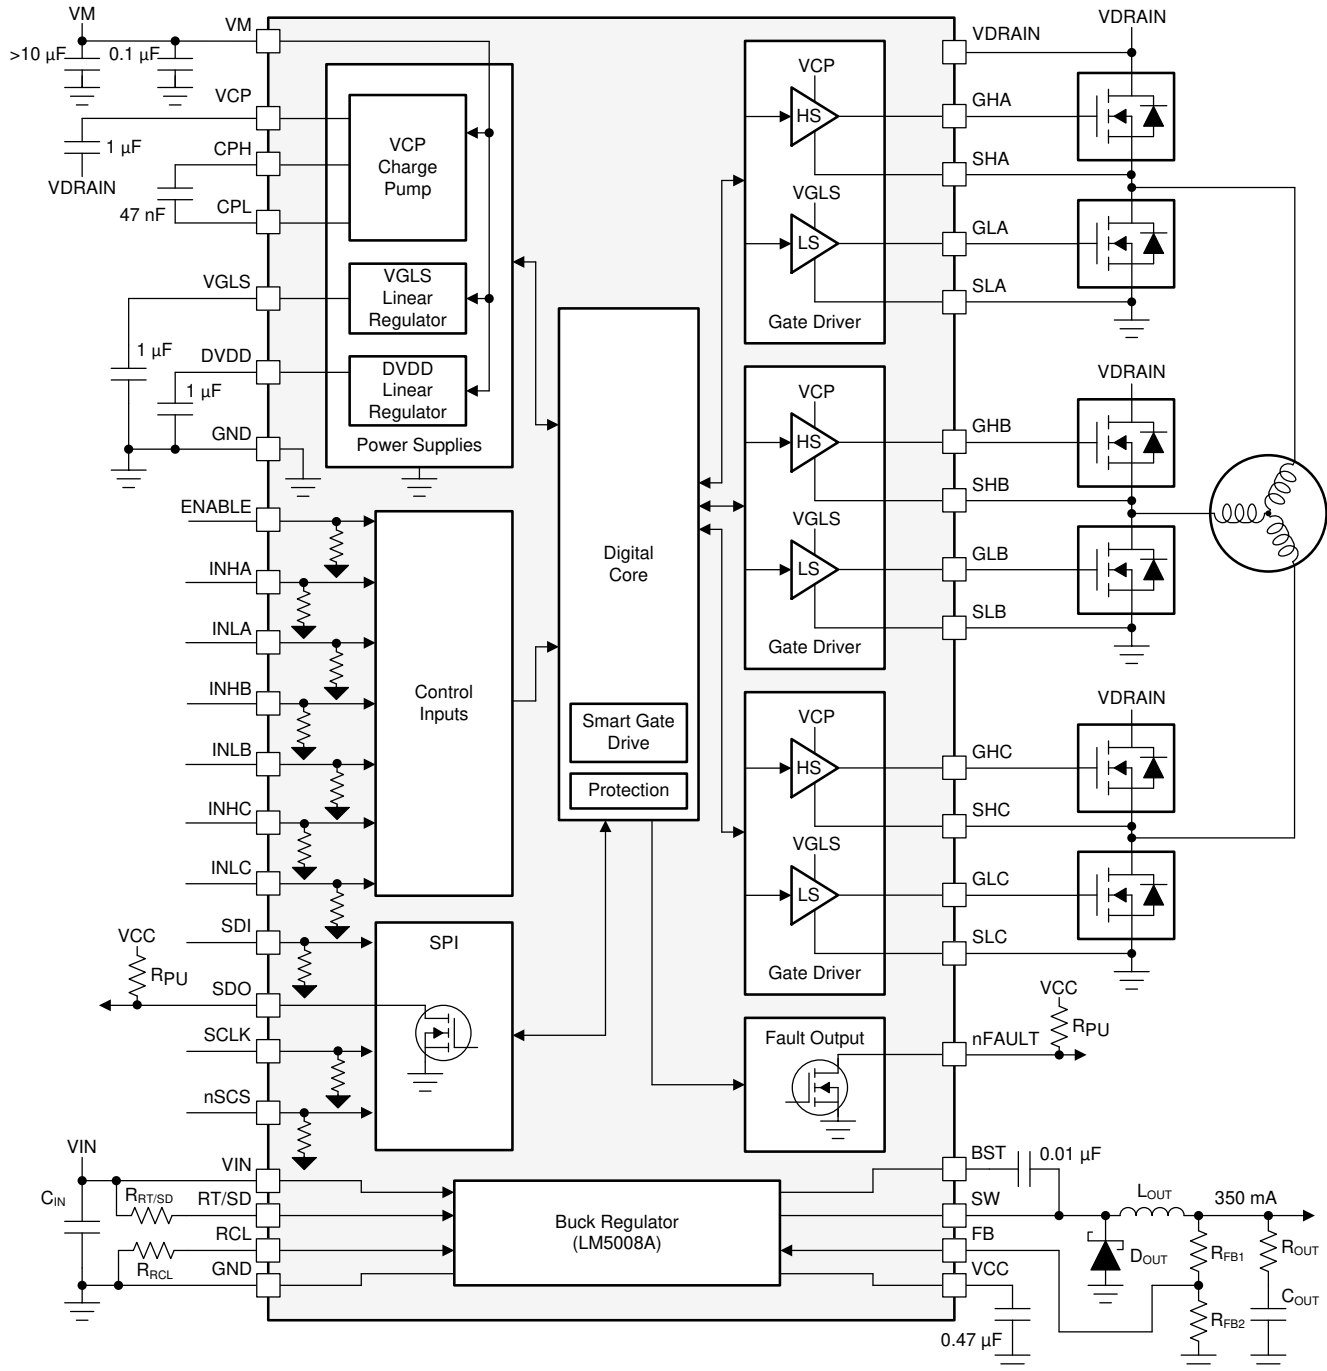 VM
VM
>10 µF
0.1 µF
VCP
1 µF
VDRAIN
CPH
47 nF
CPL
VGLS
1 µF
DVDD
1 µF
GND
VCP
Charge
Pump
VGLS
Linear
Regulator
DVDD
Linear
Regulator
Power Supplies
ENABLE
INHA
INLA
INHB
INLB
INHC
INLC
Control
Inputs
Digital
Core
Smart Gate
Drive
Protection
SDI
VCC
RPU
SDO
SCLK
nSCS
SPI
VCP
HS
VGLS
LS
Gate Driver
VDRAIN
VDRAIN
GHA
SHA
GLA
SLA
VCP
HS
VGLS
LS
Gate Driver
VDRAIN
GHB
SHB
GLB
SLB
VCP
HS
VGLS
LS
Gate Driver
VDRAIN
GHC
SHC
GLC
SLC
Fault Output
VCC
RPU
nFAULT
VIN
VIN
CIN
RRT/SD
RT/SD
RCL
RRCL
GND
Buck Regulator
(LM5008A)
BST
0.01 µF
SW
LOUT
350 mA
FB
DOUT
RFB1
ROUT
VCC
COUT
RFB2
0.47 µF